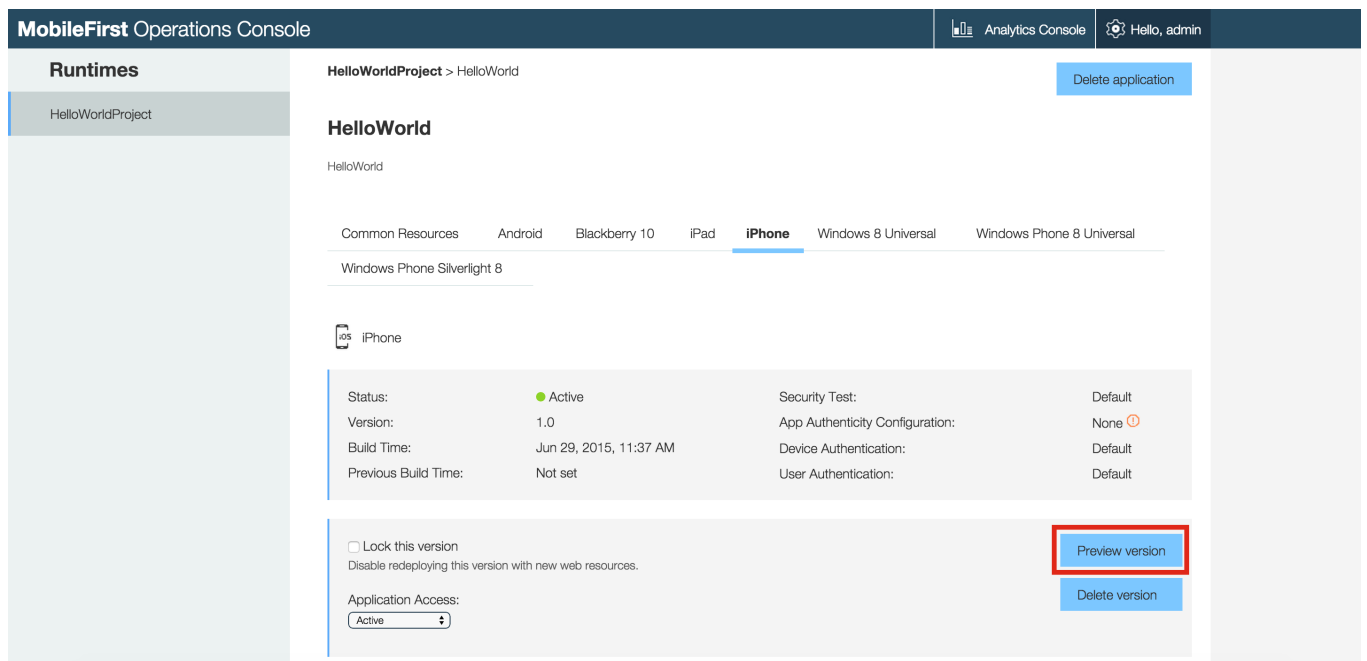 MobileFirst Operations Console
Analytics Console
Hello, admin
Runtimes
HelloWorldProject
HelloWorldProject > HelloWorld
Delete application
HelloWorld
HelloWorld
Common Resources Android Blackberry 10 iPad iPhone Windows 8 Universal Windows Phone 8 Universal
Windows Phone Silverlight 8
iOS iPhone
Status: Active Security Test: Default
Version: 1.0 App Authenticity Configuration: None
Build Time: Jun 29, 2015, 11:37 AM Device Authentication: Default
Previous Build Time: Not set User Authentication: Default
Lock this version
Disable redeploying this version with new web resources.
Application Access:
Active
Preview version
Delete version